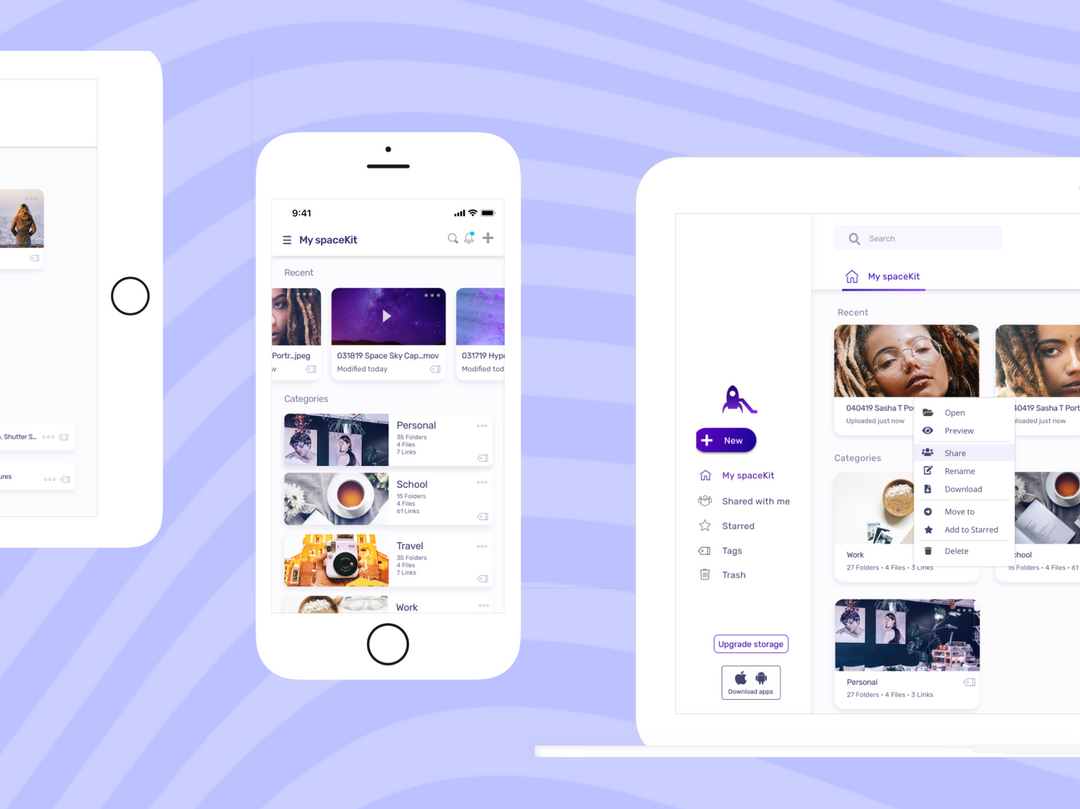 , Shutter S...
ures
9:41
My spaceKit
Recent
Portr...jpeg
w
031819 Space Sky Cap...mov
Modified today
031719 Hype
Modified tod
Categories
Personal
35 Folders
4 Files
7 Links
School
15 Folders
4 Files
61 Links
Travel
35 Folders
4 Files
7 Links
Work
New
My spaceKit
Shared with me
Starred
Tags
Trash
Upgrade storage
Download apps
Search
My spaceKit
Recent
040419 Sasha T Po
Uploaded just now
040419 Sasha T Port
Uploaded just now
Open
Preview
Share
Rename
Download
Move to
Add to Starred
Delete
Categories
Work
27 Folders • 4 Files • 3 Links
School
15 Folders • 4 Files • 61
Personal
27 Folders • 4 Files • 3 Links